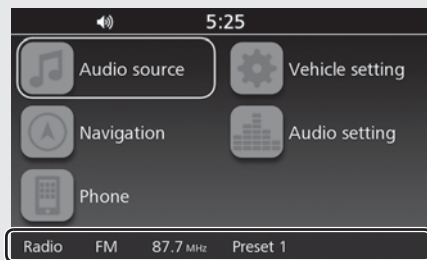 5:25
Audio source Vehicle setting
Navigation Audio setting
Phone
Radio FM 87.7 MHz Preset 1